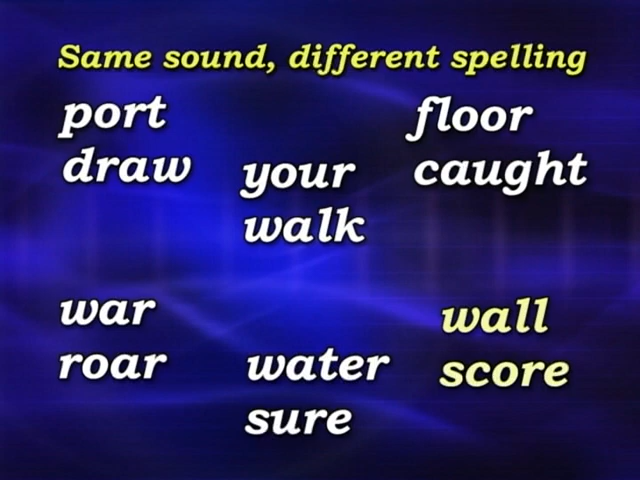 Same sound, different spelling
port
draw
your
walk
floor
caught
war
roar
water
sure
wall
score